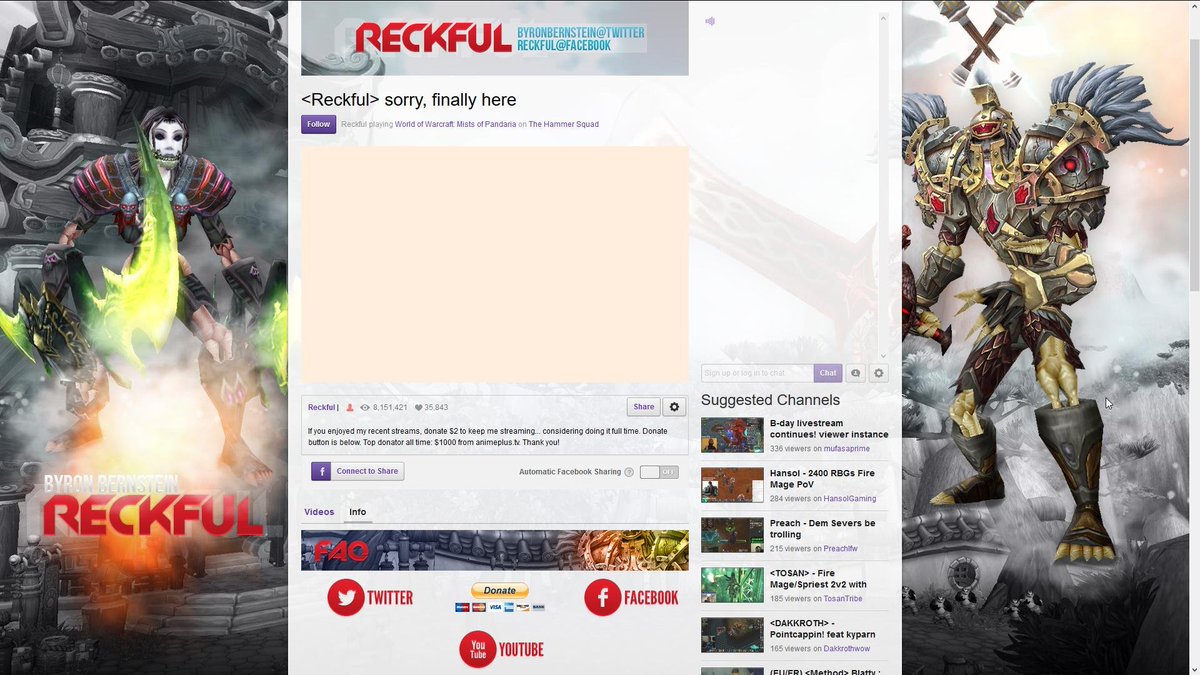 RECKFUL
BYRONBERNSTEIN@TWITTER
RECKFUL@FACEBOOK
<Reckful> sorry, finally here
Follow
Reckful playing World of Warcraft: Mists of Pandaria on The Hammer Squad
Sign up or log in to chat
Chat
Reckful |
8,151,421
35,843
Share
If you enjoyed my recent streams, donate $2 to keep me streaming... considering doing it full time. Donate
button is below. Top donator all time: $1000 from animeplus.tv. Thank you!
f
Connect to Share
Automatic Facebook Sharing
?
OFF
Videos
Info
FAQ
TWITTER
Donate
VISA
BANK
f
FACEBOOK
You
Tube
YOUTUBE
Suggested Channels
B-day livestream
continues! viewer instance
336 viewers on mufasaprime
Hansol - 2400 RBGs Fire
Mage PoV
284 viewers on HansolGaming
Preach - Dem Severs be
trolling
215 viewers on Preachlfw
<TOSAN> - Fire
Mage/Spriest 2v2 with
185 viewers on TosanTribe
<DAKKROTH> -
Pointcappin! feat kyparn
165 viewers on Dakkrothwow
(EU/FR) <Method> Blatty :
BYRON BERNSTEIN
RECKFUL